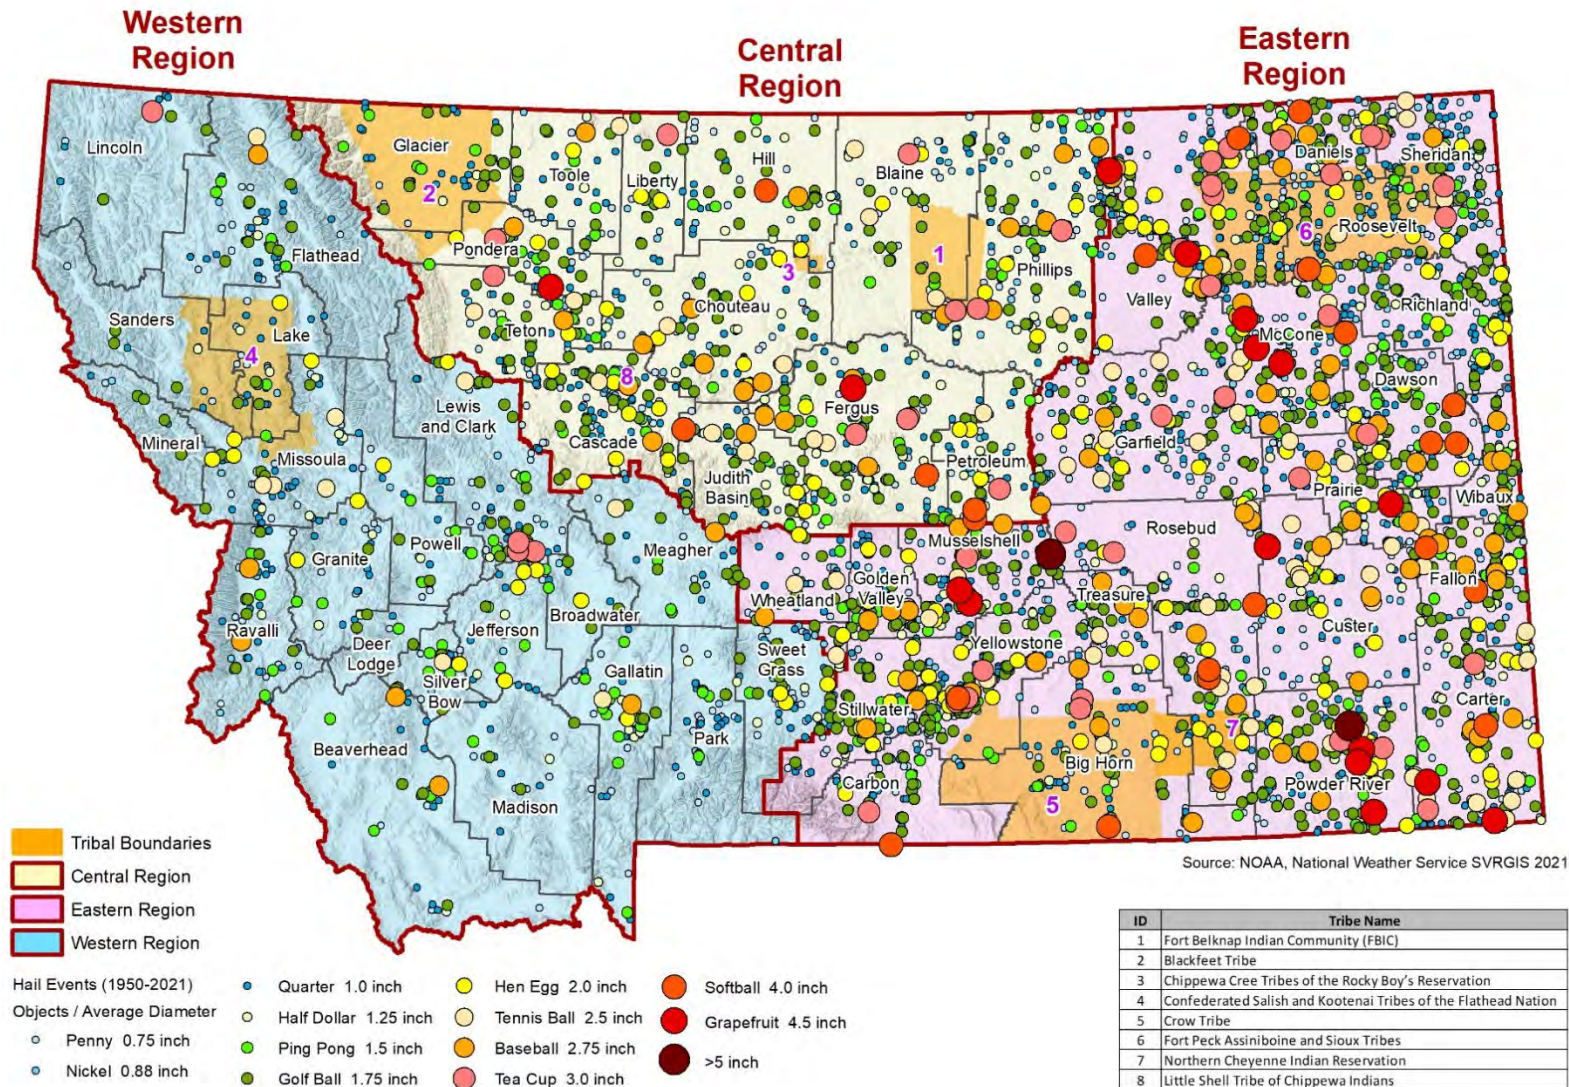 Western
Region
Central
Region
Eastern
Region
Lincoln
Glacier
2
Toole
Liberty
Hill
Blaine
Daniels
Sheridan
Flathead
Pondera
3
1
Phillips
6
Roosevelt
Valley
Sanders
Lake
4
Teton
Chouteau
Richland
McCone
8
Lewis
and Clark
Fergus
Dawson
Mineral
Missoula
Cascade
Judith
Basin
Petroleum
Garfield
Prairie
Wibaux
Granite
Powell
Meagher
Musselshell
Rosebud
Wheatland
Golden
Valley
Treasure
Fallon
Ravalli
Deer
Lodge
Jefferson
Broadwater
Custer
Silver
Bow
Gallatin
Sweet
Grass
Yellowstone
Stillwater
Carter
Beaverhead
Park
Big Horn
7
Madison
Carbon
5
Powder River
Tribal Boundaries
Central Region
Eastern Region
Western Region
Source: NOAA, National Weather Service SVRGIS 2021
Hail Events (1950-2021)
Objects / Average Diameter
Penny 0.75 inch
Nickel 0.88 inch
Quarter 1.0 inch
Half Dollar 1.25 inch
Ping Pong 1.5 inch
Golf Ball 1.75 inch
Hen Egg 2.0 inch
Tennis Ball 2.5 inch
Baseball 2.75 inch
Tea Cup 3.0 inch
Softball 4.0 inch
Grapefruit 4.5 inch
>5 inch
ID Tribe Name
1 Fort Belknap Indian Community (FBIC)
2 Blackfeet Tribe
3 Chippewa Cree Tribes of the Rocky Boy's Reservation
4 Confederated Salish and Kootenai Tribes of the Flathead Nation
5 Crow Tribe
6 Fort Peck Assiniboine and Sioux Tribes
7 Northern Cheyenne Indian Reservation
8 Little Shell Tribe of Chippewa Indians